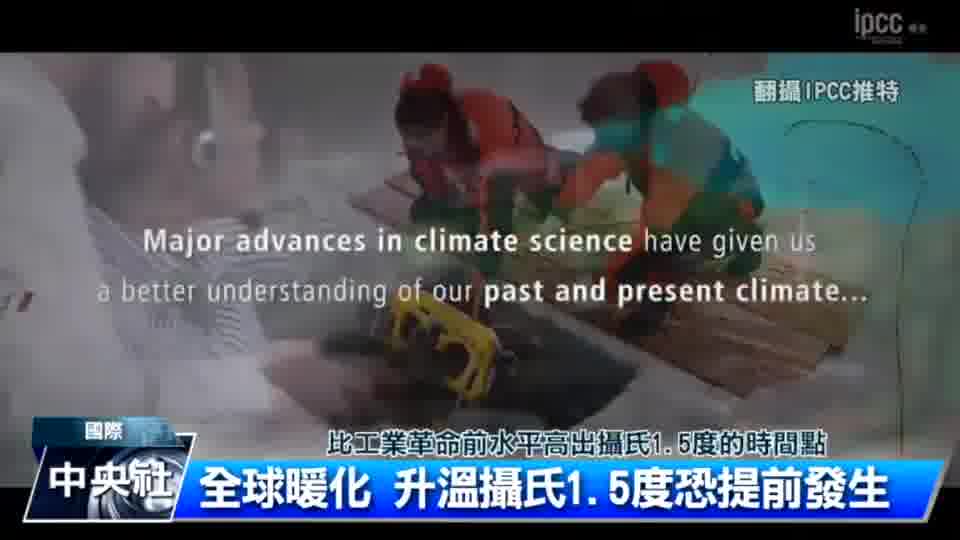 ipcc
翻攝IPCC推特
Major advances in climate science have given us
a better understanding of our past and present climate...
國際
比工業革命前水平高出攝氏1.5度的時間點
中央社
全球暖化 升溫攝氏1.5度恐提前發生